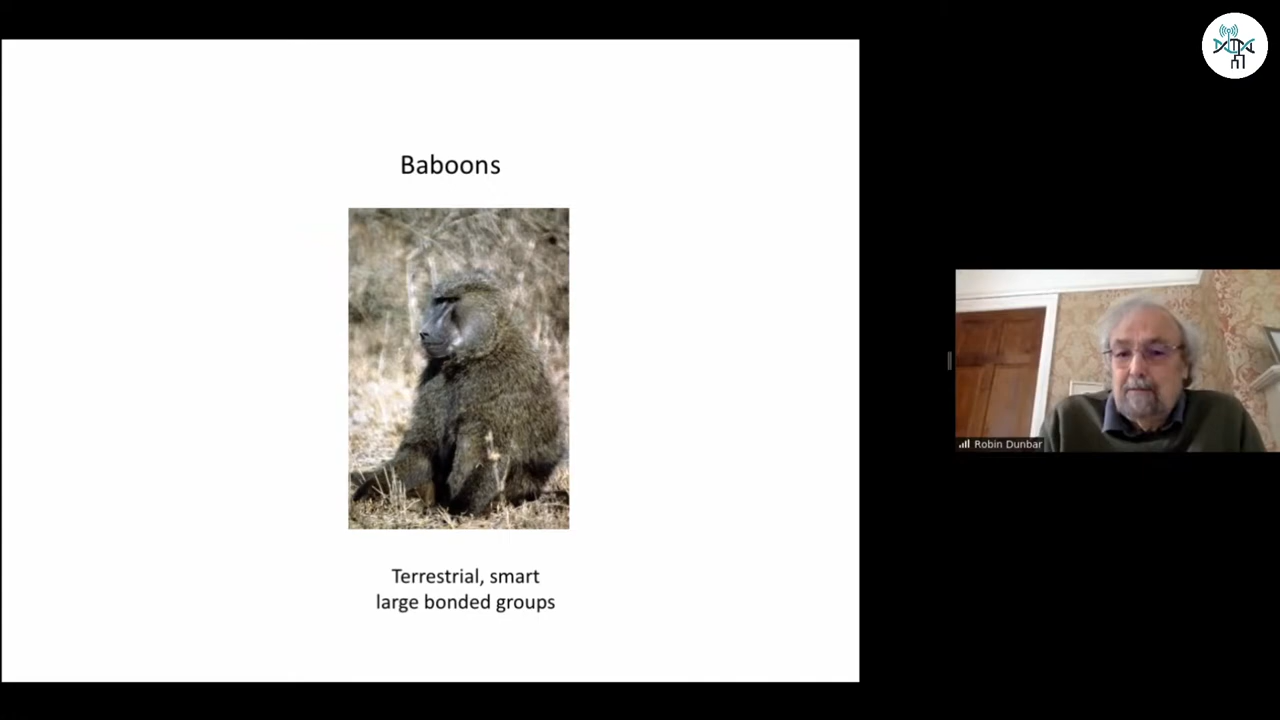 Baboons
Terrestrial, smart
large bonded groups
Robin Dunbar